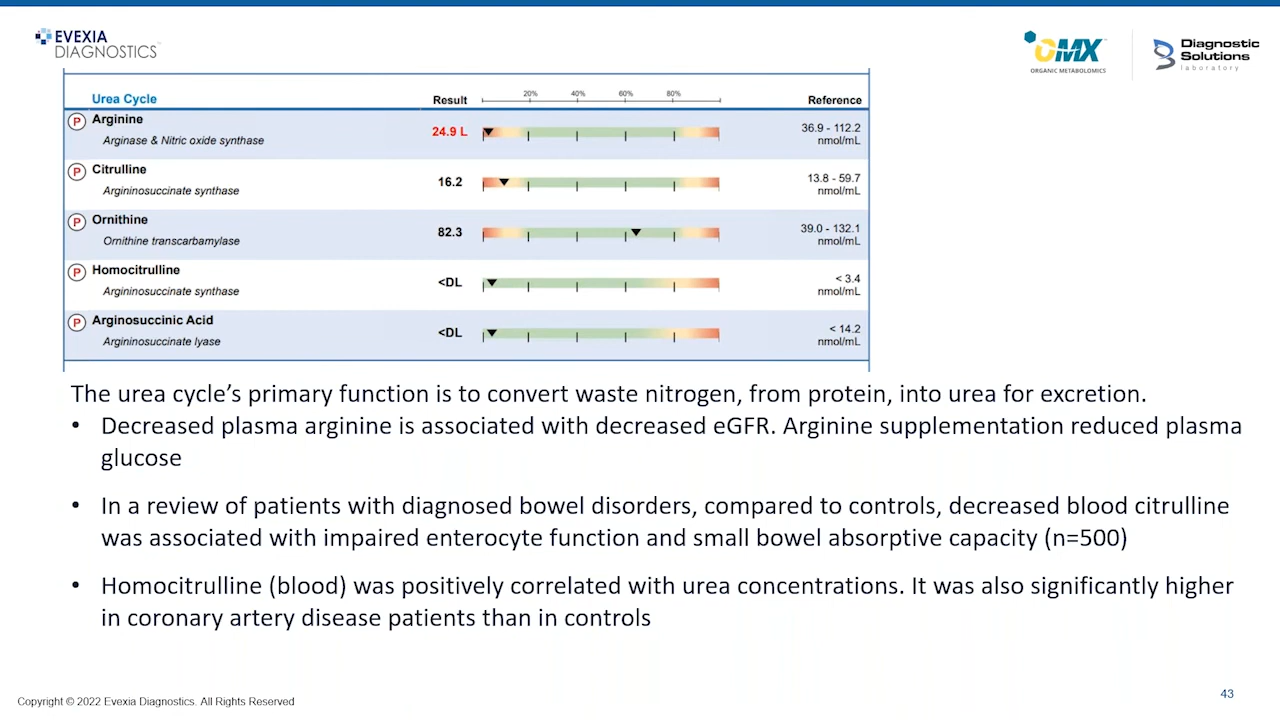 EVEXIA
DIAGNOSTICS™
OMX™
ORGANIC METABOLOMICS
Diagnostic
Solutions
laboratory
Urea Cycle Result 20% 40% 60% 80% Reference
P Arginine 24.9 L 36.9 - 112.2
Arginase & Nitric oxide synthase nmol/mL
P Citrulline 16.2 13.8 - 59.7
Argininosuccinate synthase nmol/mL
P Ornithine 82.3 39.0 - 132.1
Ornithine transcarbamylase nmol/mL
P Homocitrulline <DL < 3.4
Argininosuccinate synthase nmol/mL
P Arginosuccinic Acid <DL < 14.2
Argininosuccinate lyase nmol/mL
The urea cycle’s primary function is to convert waste nitrogen, from protein, into urea for excretion.
• Decreased plasma arginine is associated with decreased eGFR. Arginine supplementation reduced plasma
glucose
• In a review of patients with diagnosed bowel disorders, compared to controls, decreased blood citrulline
was associated with impaired enterocyte function and small bowel absorptive capacity (n=500)
• Homocitrulline (blood) was positively correlated with urea concentrations. It was also significantly higher
in coronary artery disease patients than in controls
Copyright © 2022 Evexia Diagnostics. All Rights Reserved
43